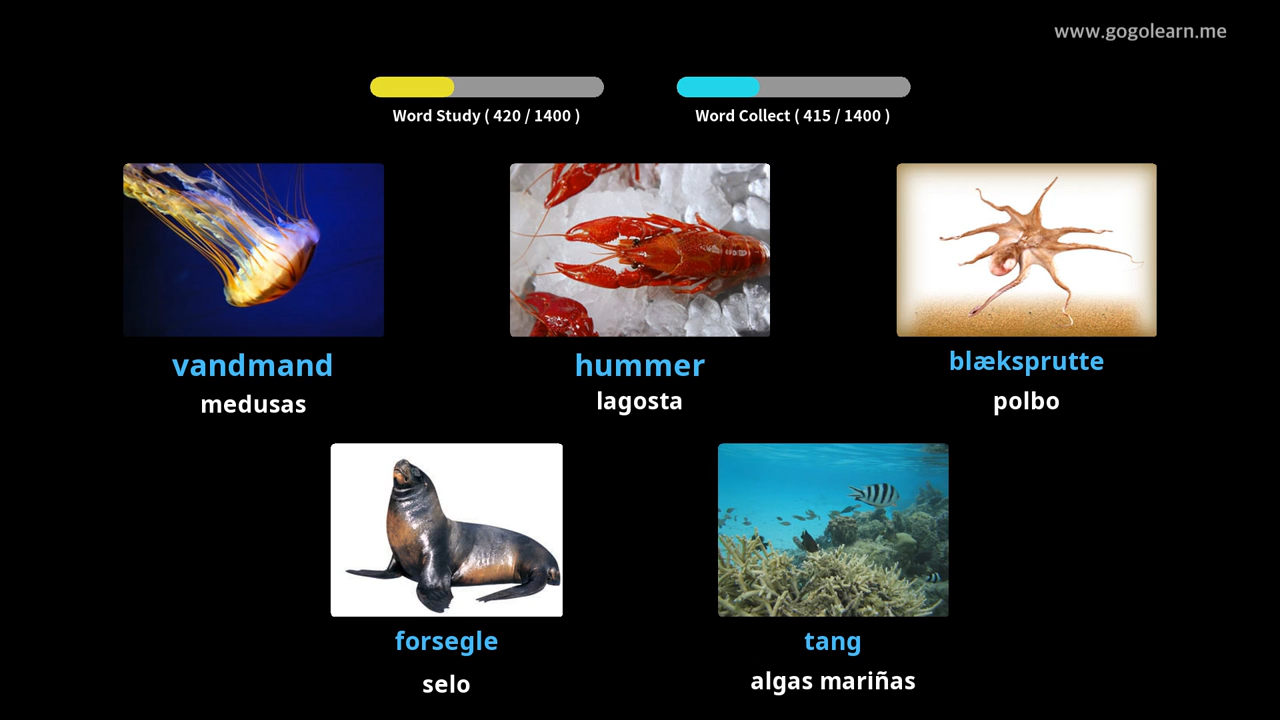 www.gogolearn.me
Word Study ( 420 / 1400 )
Word Collect ( 415 / 1400 )
vandmand
medusas
hummer
lagosta
blæksprutte
polbo
forsegle
selo
tang
algas mariñas